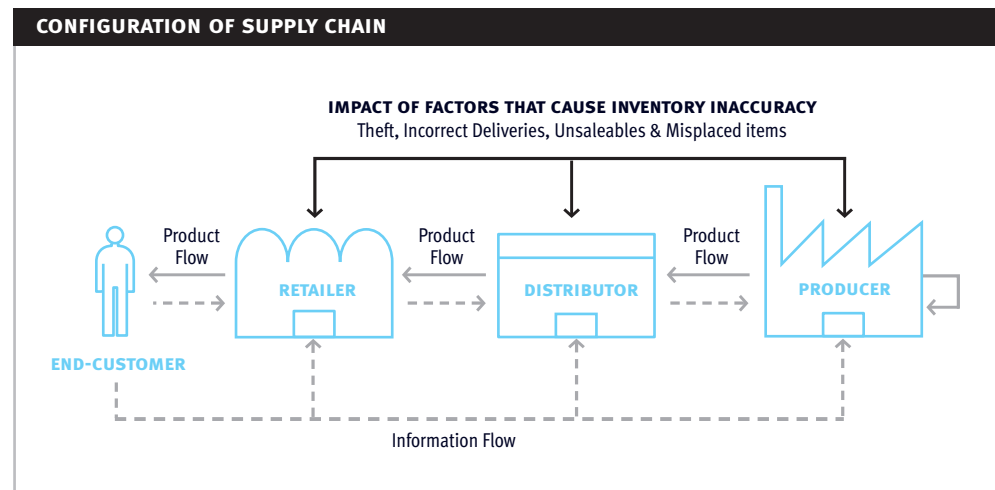 CONFIGURATION OF SUPPLY CHAIN
IMPACT OF FACTORS THAT CAUSE INVENTORY INACCURACY
Theft, Incorrect Deliveries, Unsaleables & Misplaced items
Product
Flow
Product
Flow
Product
Flow
RETAILER
DISTRIBUTOR
PRODUCER
END-CUSTOMER
Information Flow